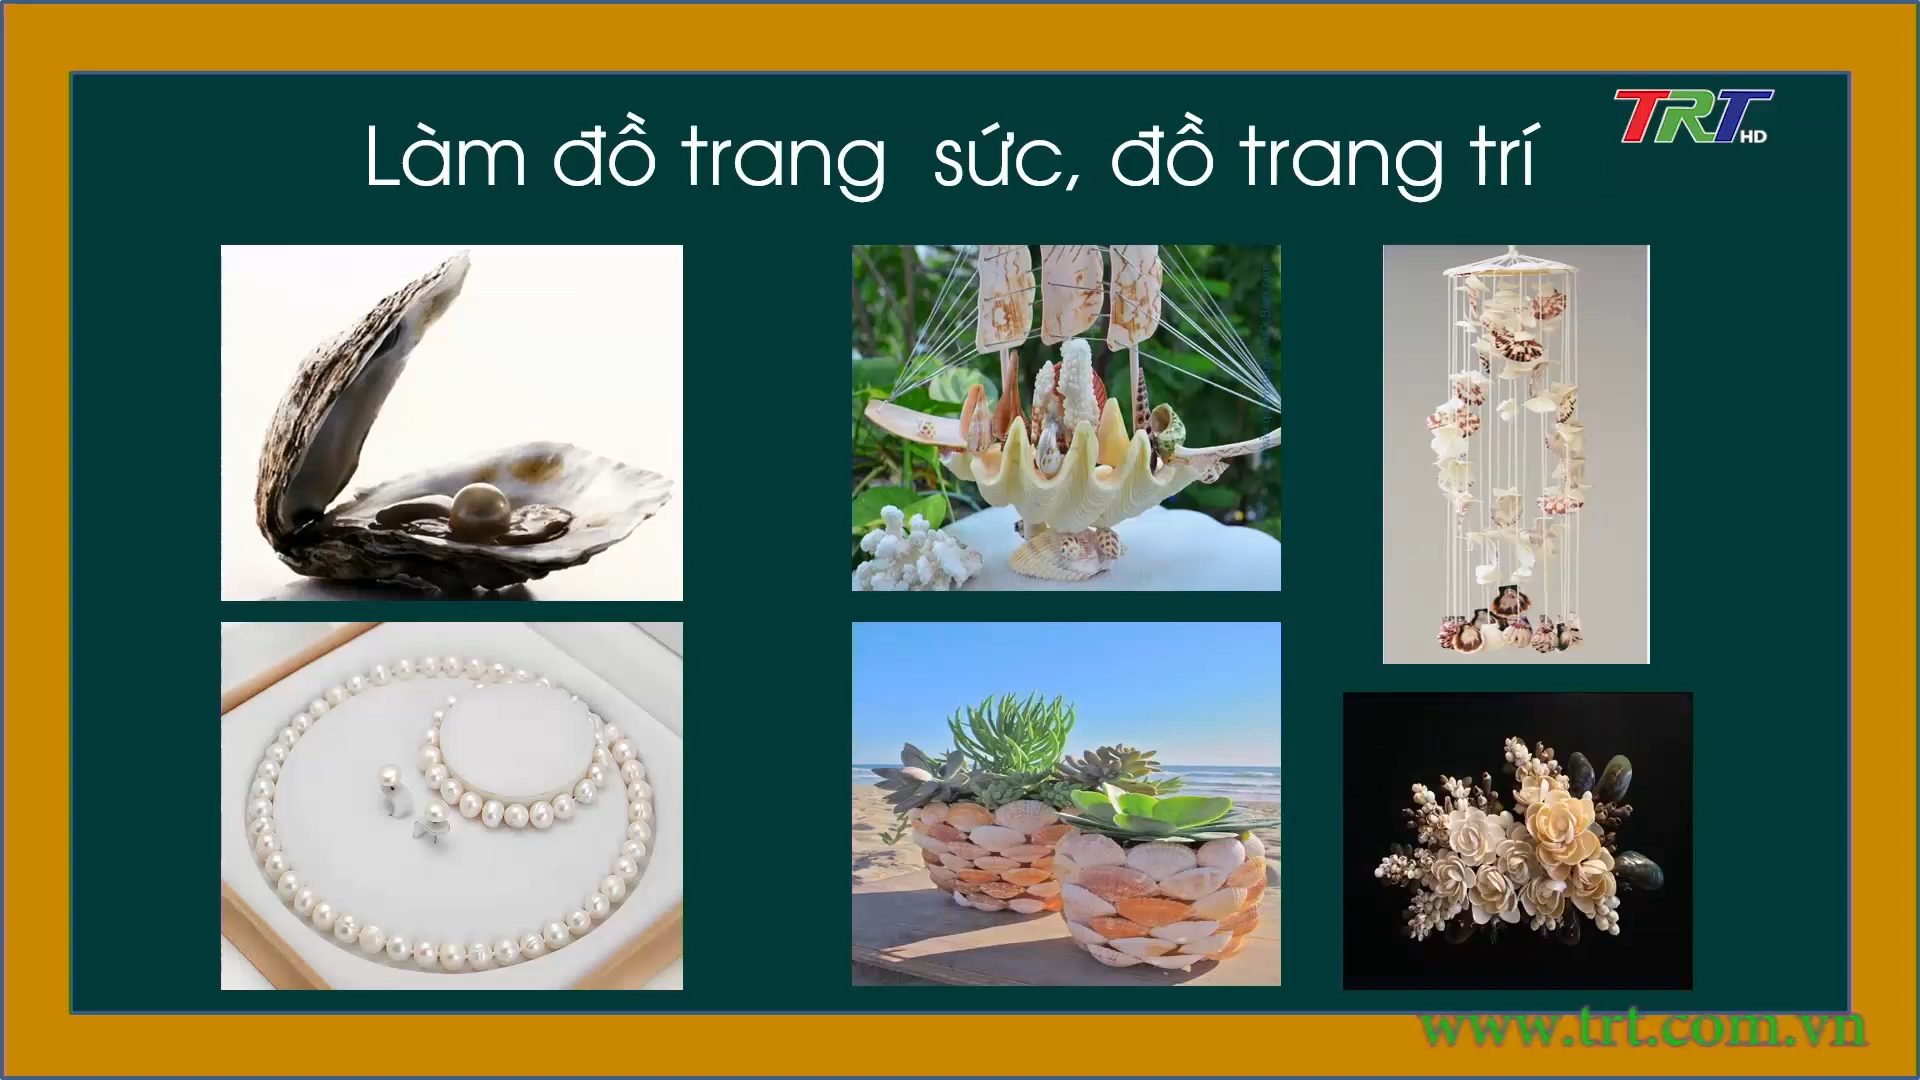 Làm đồ trang sức, đồ trang trí
TRT HD
www.trt.com.vn